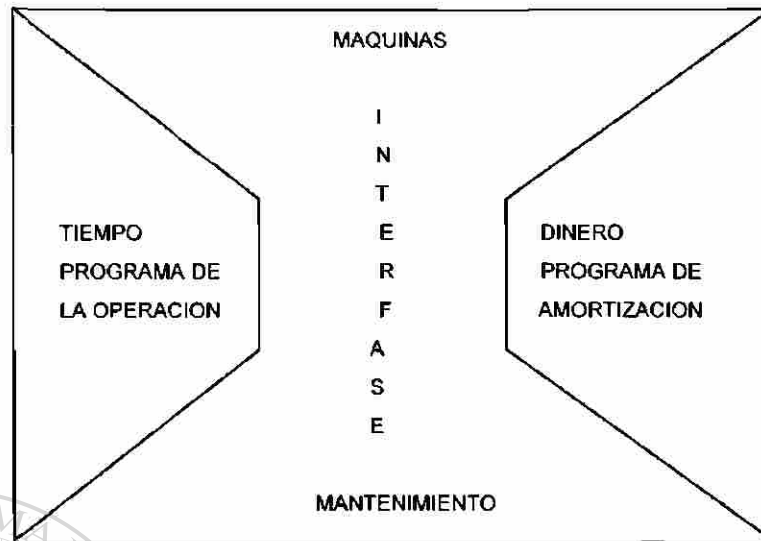 MAQUINAS
I
N
T
E
R
F
A
S
E
TIEMPO
PROGRAMA DE
LA OPERACION
DINERO
PROGRAMA DE
AMORTIZACION
MANTENIMIENTO